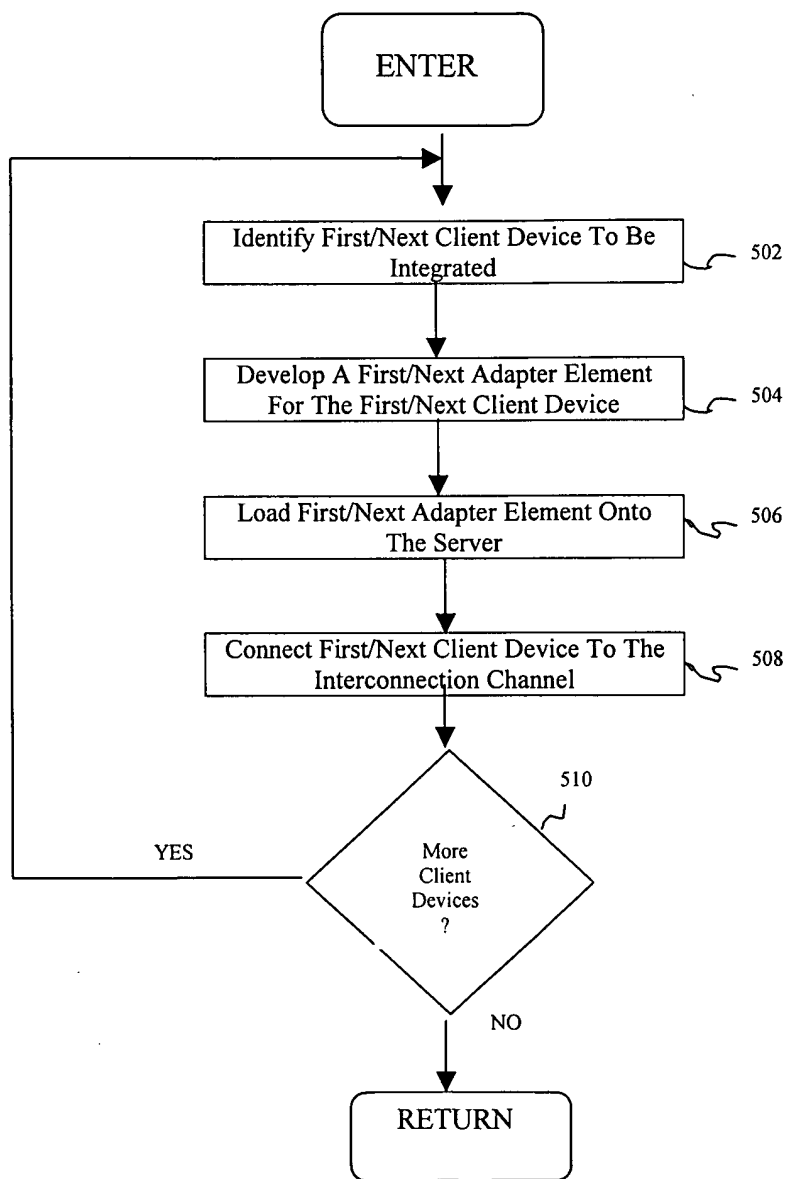 ENTER
Identify First/Next Client Device To Be
Integrated
502
Develop A First/Next Adapter Element
For The First/Next Client Device
504
Load First/Next Adapter Element Onto
The Server
506
Connect First/Next Client Device To The
Interconnection Channel
508
510
YES
More
Client
Devices
?
NO
RETURN